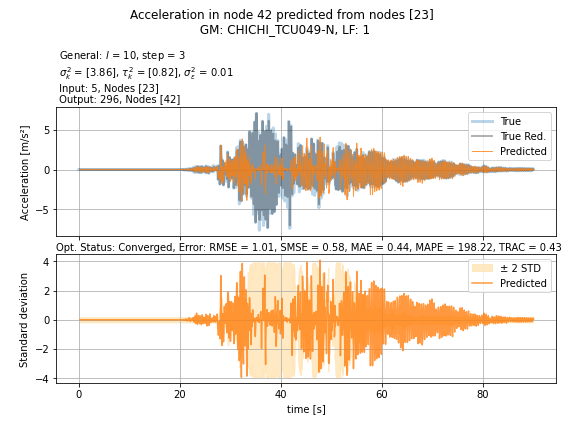 Acceleration in node 42 predicted from nodes [23]
GM: CHICHI_TCU049-N, LF: 1
General: l = 10, step = 3
σ²ₖ = [3.86], τ²ₖ = [0.82], σ²ε = 0.01
Input: 5, Nodes [23]
Output: 296, Nodes [42]
Acceleration [m/s²]
5
0
−5
True
True Red.
Predicted
Opt. Status: Converged, Error: RMSE = 1.01, SMSE = 0.58, MAE = 0.44, MAPE = 198.22, TRAC = 0.43
Standard deviation
4
2
0
−2
−4
± 2 STD
Predicted
0 20 40 60 80
time [s]